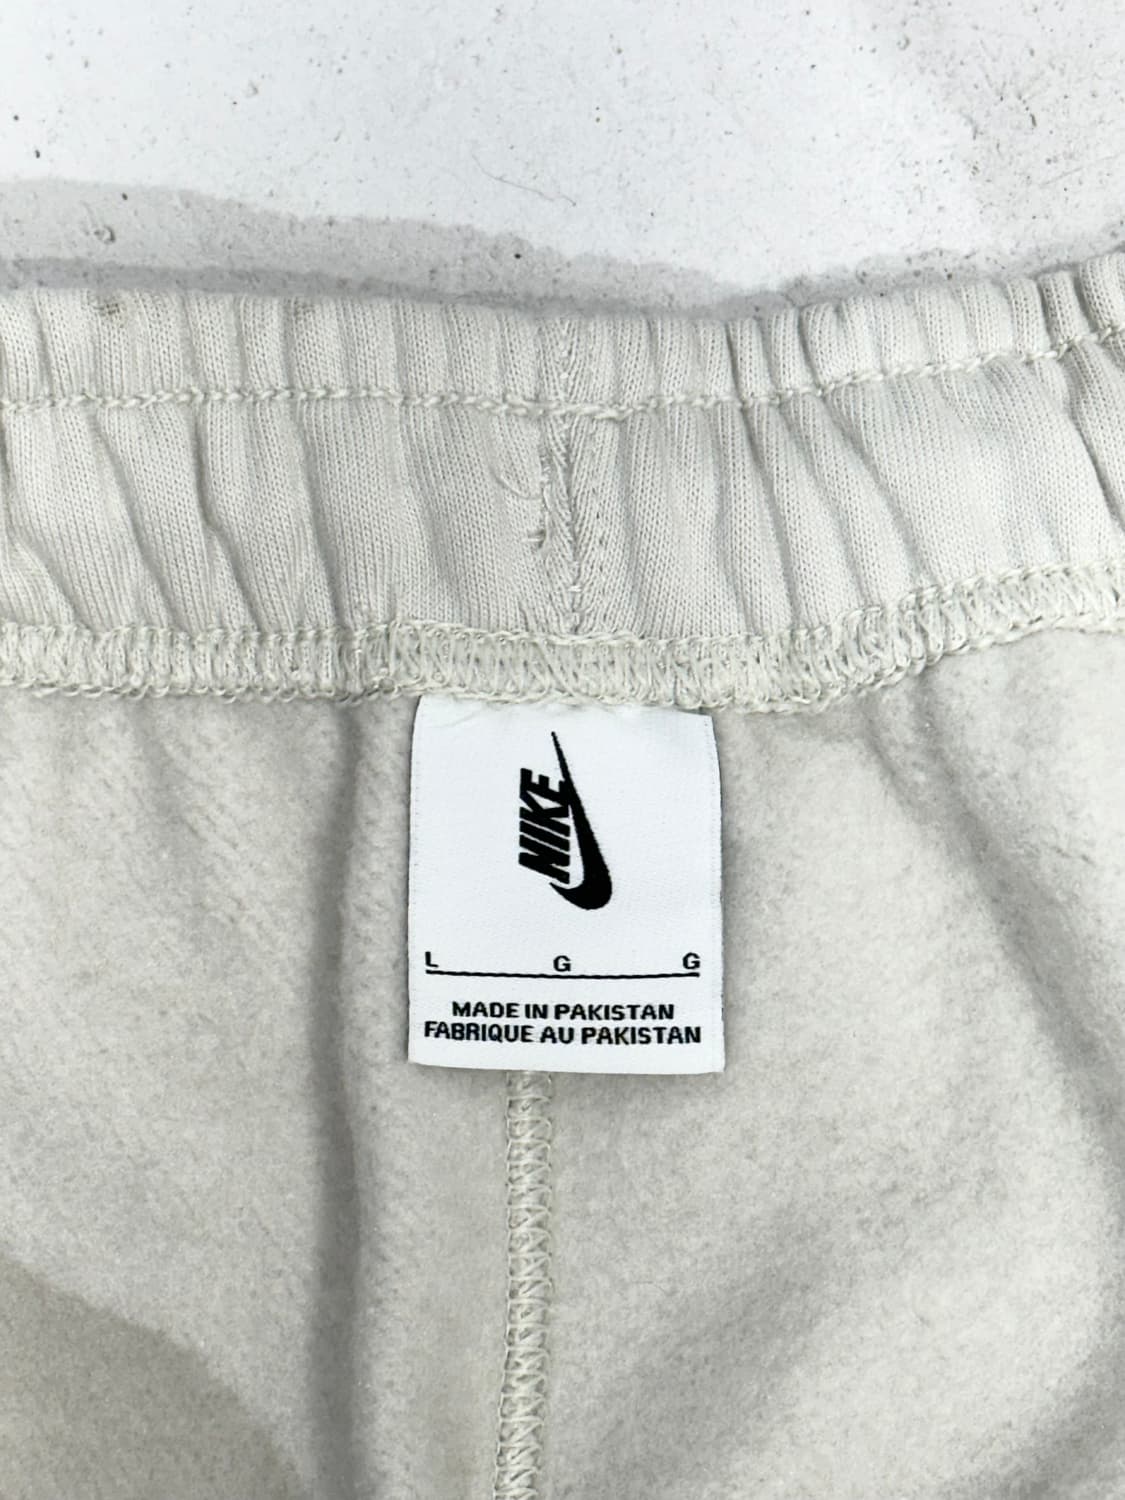 NIKE
L G G
MADE IN PAKISTAN
FABRIQUE AU PAKISTAN